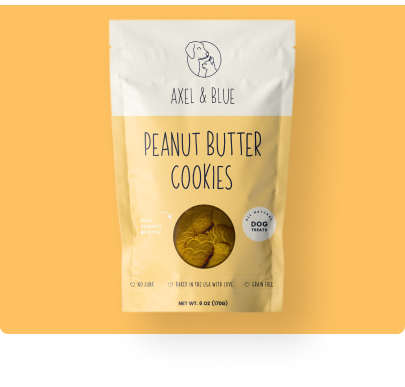 AXEL & BLUE
PEANUT BUTTER
COOKIES
REAL
PEANUT
BUTTER
ALL NATURAL
DOG
TREATS
NO JUNK
BAKED IN THE USA WITH LOVE
GRAIN FREE
NET WT. 6 OZ (170G)